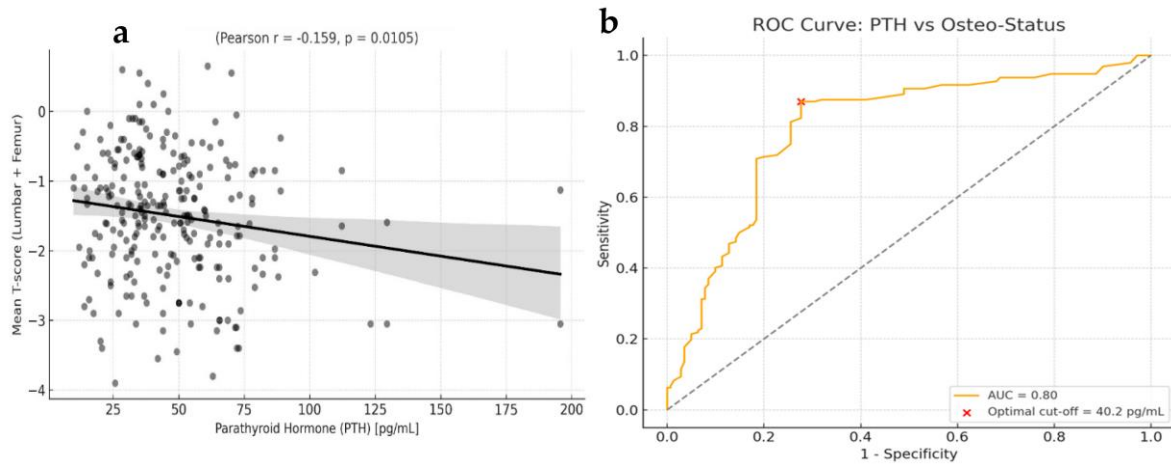 a
(Pearson r = -0.159, p = 0.0105)
Mean T-score (Lumbar + Femur)
0
−1
−2
−3
−4
25
50
75
100
125
150
175
200
Parathyroid Hormone (PTH) [pg/mL]
b
ROC Curve: PTH vs Osteo-Status
Sensitivity
1.0
0.8
0.6
0.4
0.2
0.0
0.0
0.2
0.4
0.6
0.8
1.0
1 - Specificity
AUC = 0.80
Optimal cut-off = 40.2 pg/mL